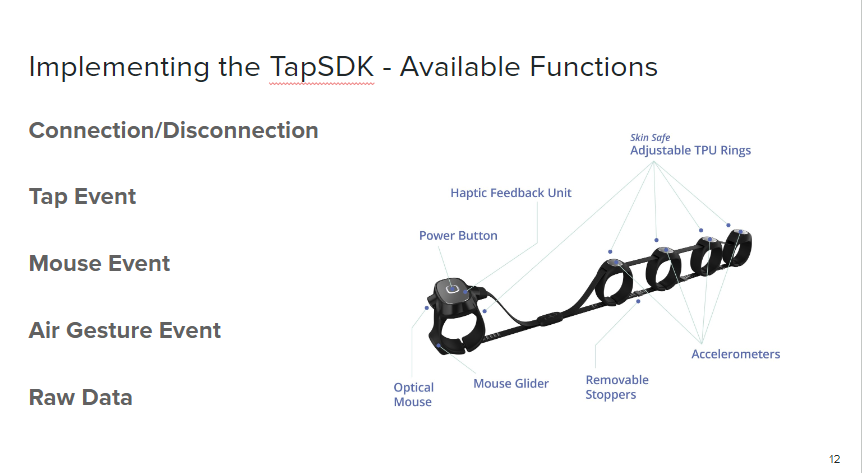 Implementing the TapSDK - Available Functions
Connection/Disconnection
Tap Event
Mouse Event
Air Gesture Event
Raw Data
Skin Safe
Adjustable TPU Rings
Haptic Feedback Unit
Power Button
Accelerometers
Mouse Glider
Removable
Stoppers
Optical
Mouse
12